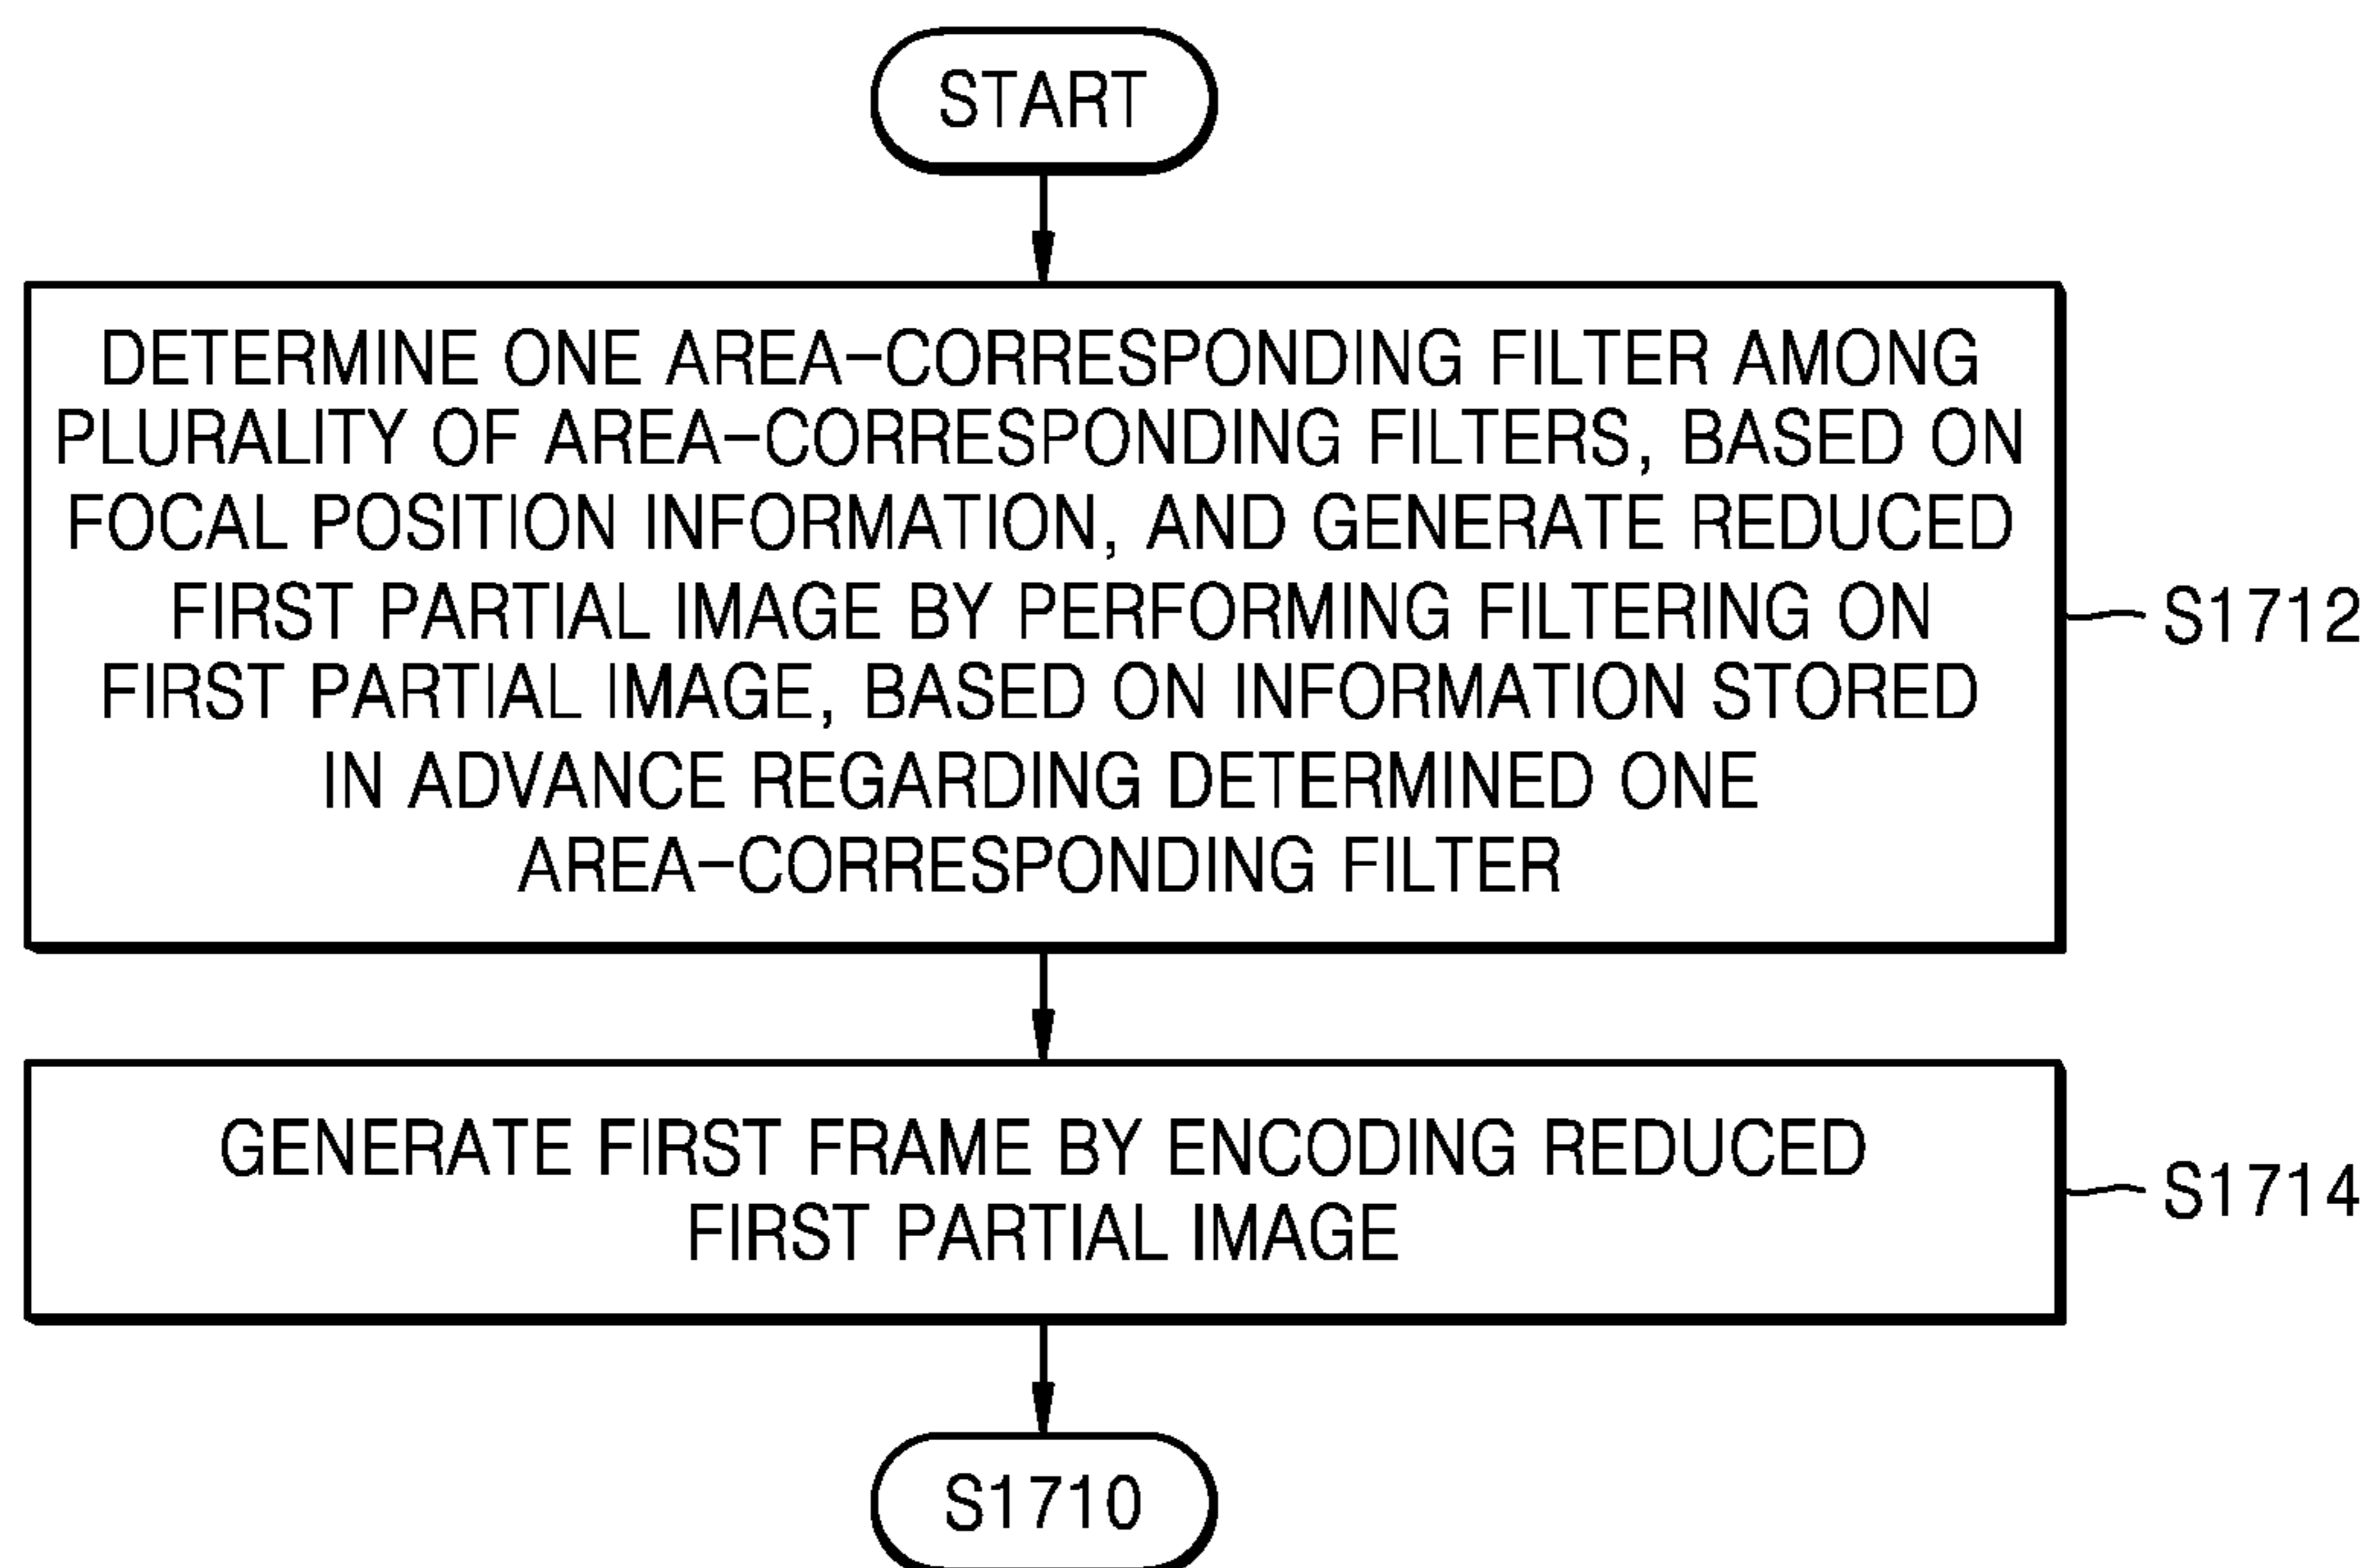 START
DETERMINE ONE AREA-CORRESPONDING FILTER AMONG
PLURALITY OF AREA-CORRESPONDING FILTERS, BASED ON
FOCAL POSITION INFORMATION, AND GENERATE REDUCED
FIRST PARTIAL IMAGE BY PERFORMING FILTERING ON
FIRST PARTIAL IMAGE, BASED ON INFORMATION STORED
IN ADVANCE REGARDING DETERMINED ONE
AREA-CORRESPONDING FILTER
S1712
GENERATE FIRST FRAME BY ENCODING REDUCED
FIRST PARTIAL IMAGE
S1714
S1710